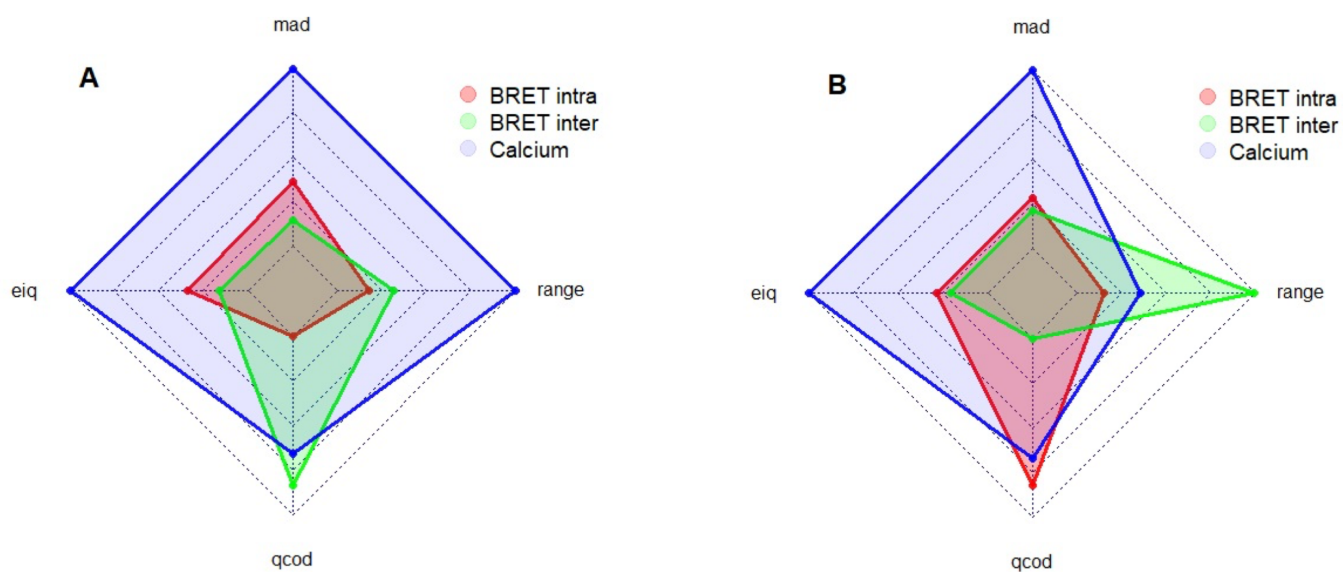 mad
A
BRET intra
BRET inter
Calcium
eiq
range
qcod
mad
B
BRET intra
BRET inter
Calcium
eiq
range
qcod